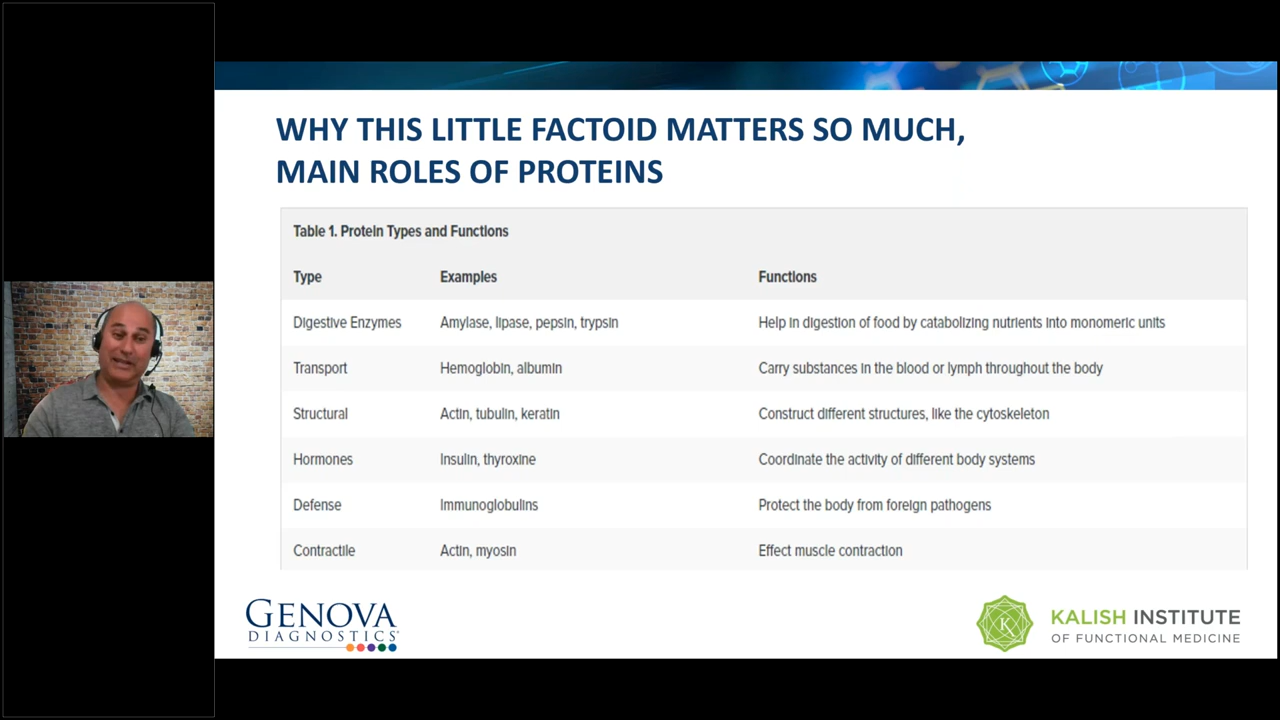 WHY THIS LITTLE FACTOID MATTERS SO MUCH,
MAIN ROLES OF PROTEINS
Table 1. Protein Types and Functions
Type Examples Functions
Digestive Enzymes Amylase, lipase, pepsin, trypsin Help in digestion of food by catabolizing nutrients into monomeric units
Transport Hemoglobin, albumin Carry substances in the blood or lymph throughout the body
Structural Actin, tubulin, keratin Construct different structures, like the cytoskeleton
Hormones Insulin, thyroxine Coordinate the activity of different body systems
Defense Immunoglobulins Protect the body from foreign pathogens
Contractile Actin, myosin Effect muscle contraction
GENOVA
DIAGNOSTICS
K
KALISH INSTITUTE
OF FUNCTIONAL MEDICINE